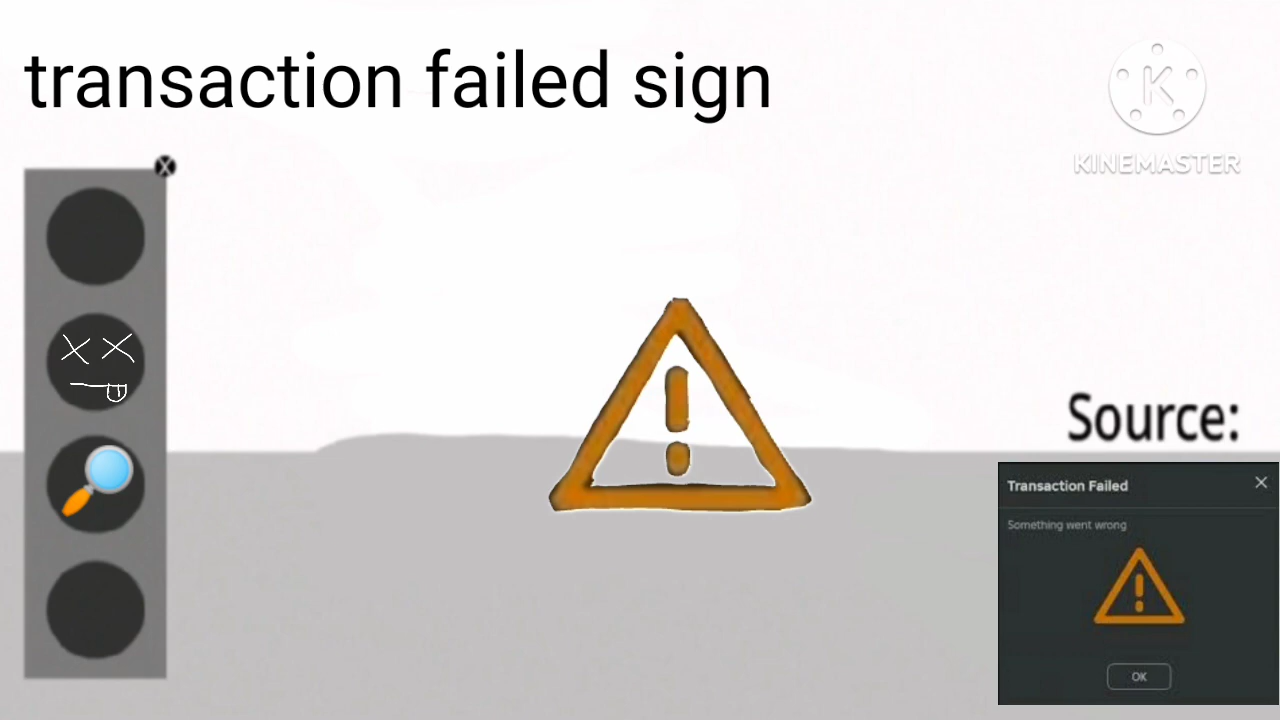 transaction failed sign
K
KINEMASTER
X
Source:
Transaction Failed
Something went wrong
OK